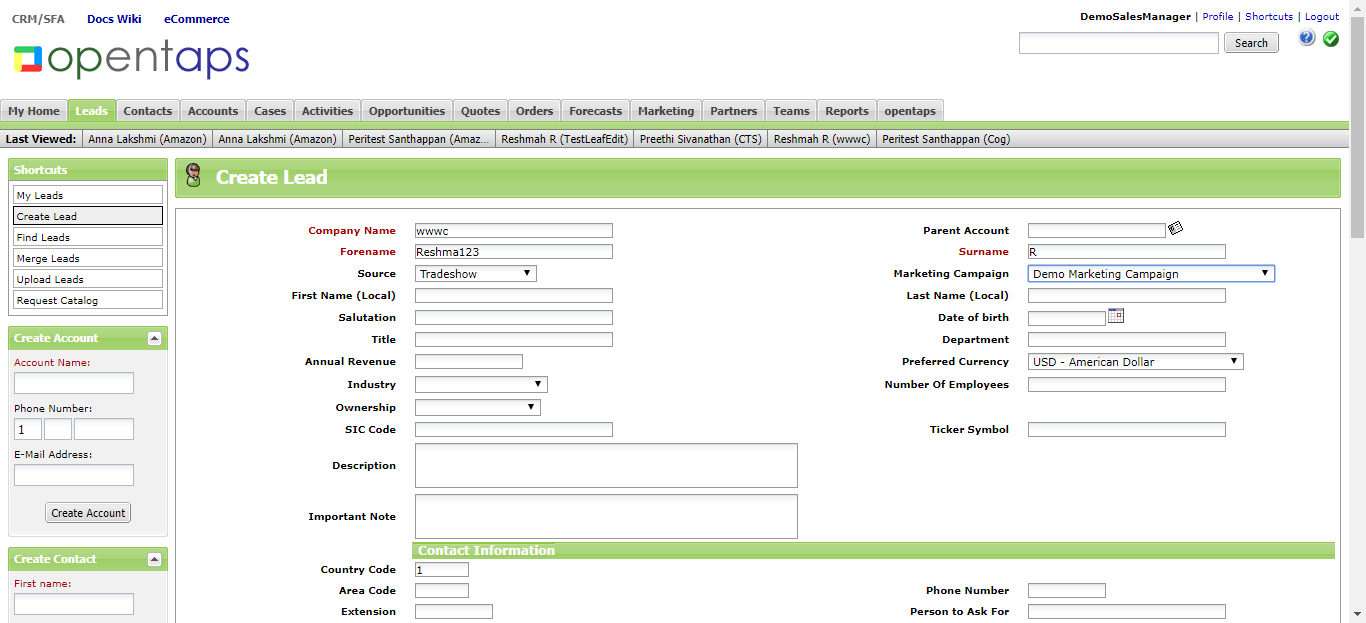 CRM/SFA Docs Wiki eCommerce
DemoSalesManager | Profile | Shortcuts | Logout
opentaps
Search
My Home Leads Contacts Accounts Cases Activities Opportunities Quotes Orders Forecasts Marketing Partners Teams Reports opentaps
Last Viewed: Anna Lakshmi (Amazon) Anna Lakshmi (Amazon) Peritest Santhappan (Amaz... Reshmah R (TestLeafEdit) Preethi Sivanathan (CTS) Reshmah R (wwwc) Peritest Santhappan (Cog)
Shortcuts
My Leads
Create Lead
Find Leads
Merge Leads
Upload Leads
Request Catalog
Create Account
Account Name:
Phone Number:
1
E-Mail Address:
Create Account
Create Contact
First name:
Create Lead
Company Name wwwc Parent Account
Forename Reshma123 Surname R
Source Tradeshow Marketing Campaign Demo Marketing Campaign
First Name (Local) Last Name (Local)
Salutation Date of birth
Title Department
Annual Revenue Preferred Currency USD - American Dollar
Industry Number Of Employees
Ownership
SIC Code Ticker Symbol
Description
Important Note
Contact Information
Country Code 1
Area Code Phone Number
Extension Person to Ask For